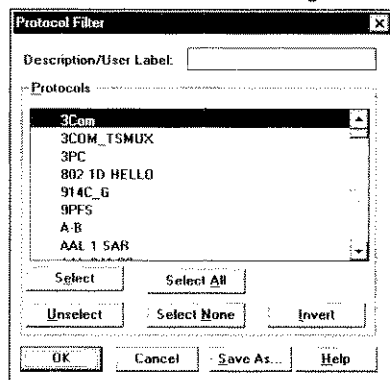 Protocol Filter
Description/User Label:
Protocols
3Com
3COM_TSMUX
3PC
802 1D HELLO
914C_G
9PFS
A-B
AAL 1 SAR
Select
Select All
Unselect
Select None
Invert
OK
Cancel
Save As...
Help